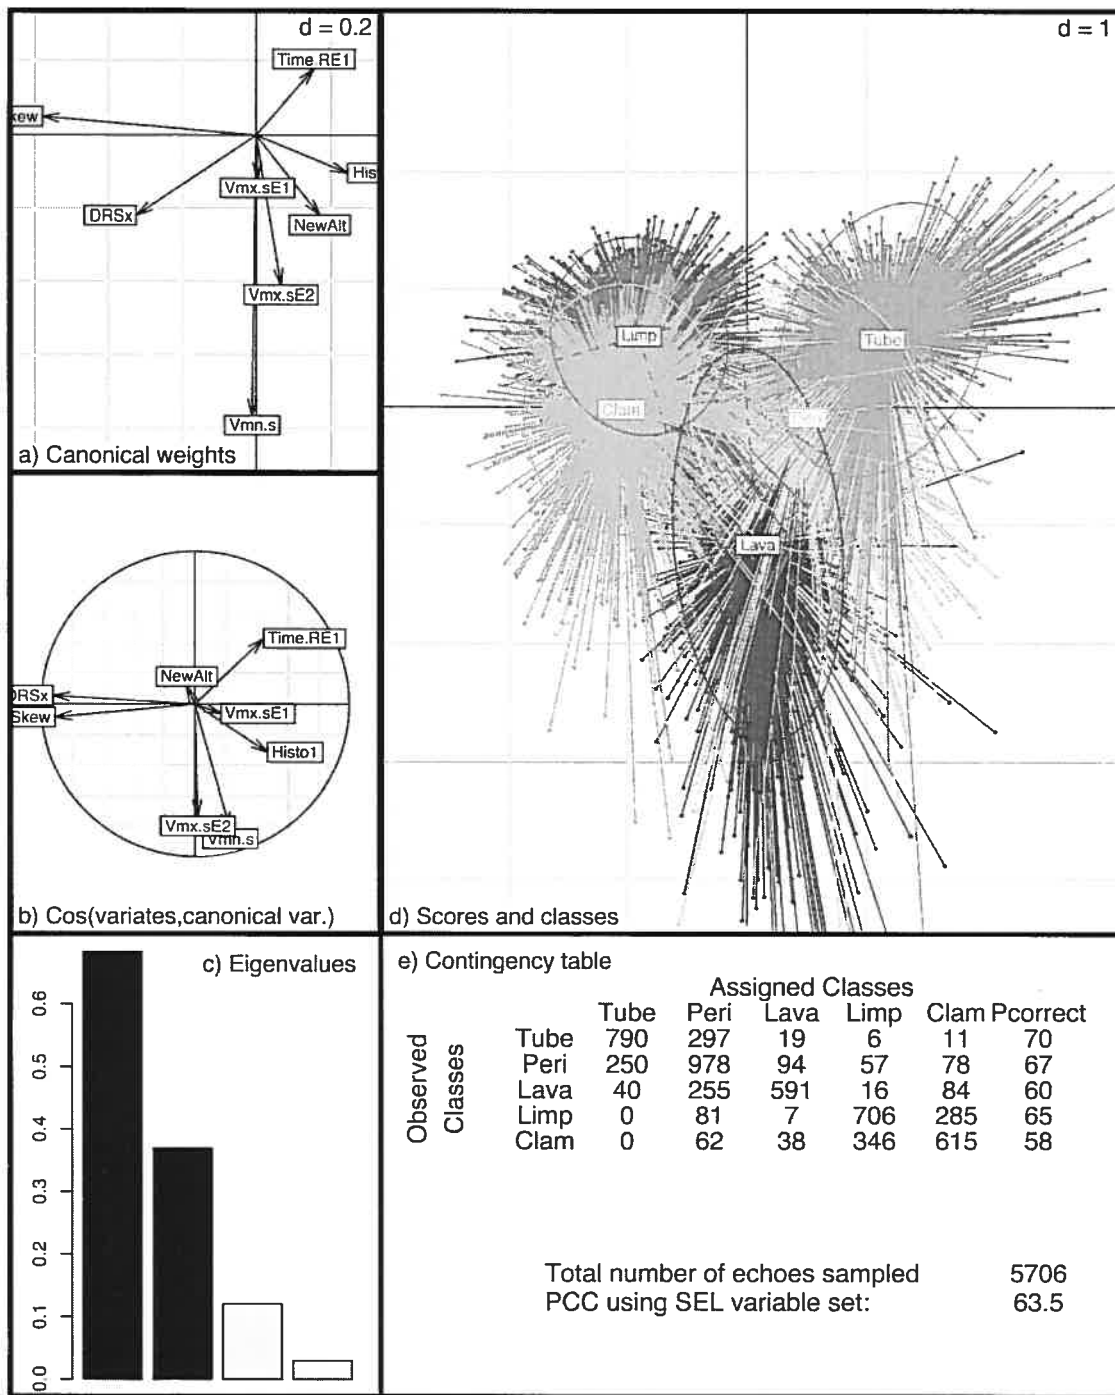 d = 0.2
Time RE1
kew
His
Vmx.sE1
DRSx
NewAlt
Vmx.sE2
Vmn.s
a) Canonical weights
Time.RE1
NewAlt
DRSx
Skew
Vmx.sE1
Histo1
Vmx.sE2
Vmn.s
b) Cos(variates,canonical var.)
c) Eigenvalues
0.6
0.5
0.4
0.3
0.2
0.1
0.0
d = 1
Limp
Tube
Clam
Lava
d) Scores and classes
e) Contingency table
Assigned Classes
Tube Peri Lava Limp Clam Pcorrect
Observed
Classes
Tube 790 297 19 6 11 70
Peri 250 978 94 57 78 67
Lava 40 255 591 16 84 60
Limp 0 81 7 706 285 65
Clam 0 62 38 346 615 58
Total number of echoes sampled 5706
PCC using SEL variable set: 63.5